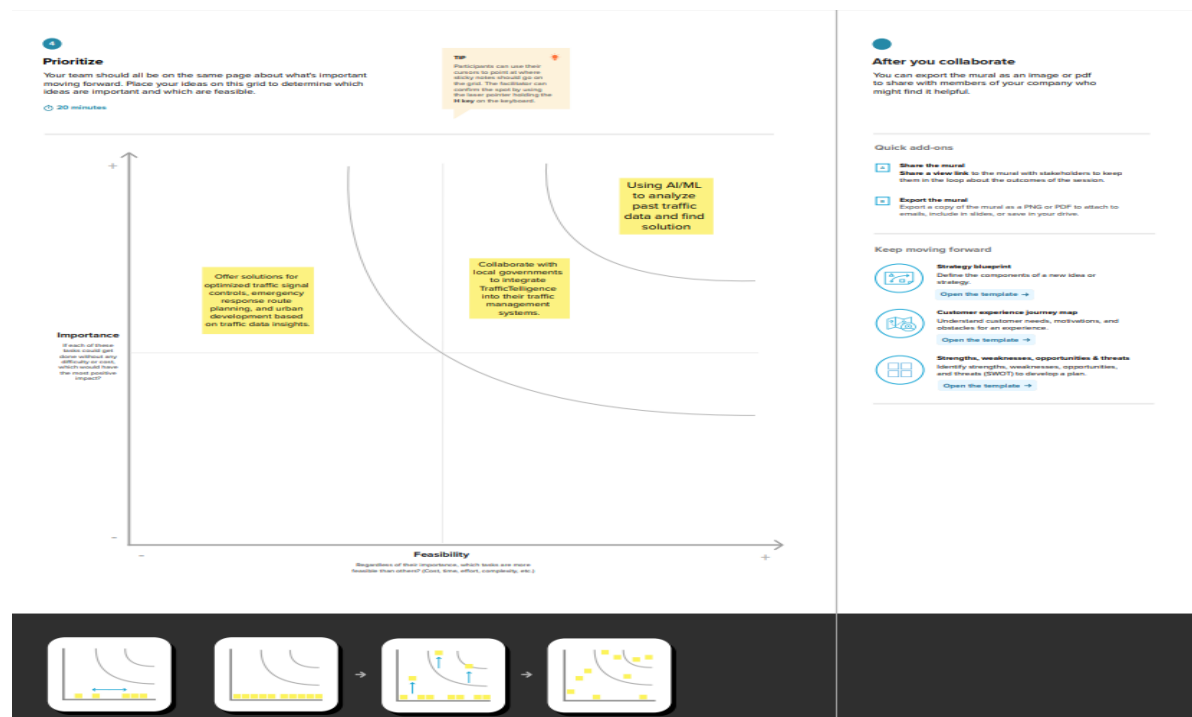 4
Prioritize
Your team should all be on the same page about what's important
moving forward. Place your ideas on this grid to determine which
ideas are important and which are feasible.
20 minutes
TIP
Participants can use their
cursors to point at where
sticky notes should go on
the grid. The facilitator can
confirm the spot by using
the laser pointer holding the
H key on the keyboard.
+
Using AI/ML
to analyze
past traffic
data and find
solution
Collaborate with
local governments
to integrate
TrafficTelligence
into their traffic
management
systems.
Offer solutions for
optimized traffic signal
controls, emergency
response route
planning, and urban
development based
on traffic data insights.
Importance
If each of these
tasks could get
done without any
difficulty or cost,
which would have
the most positive
impact?
-
-
Feasibility
+
Regardless of their importance, which tasks are more
feasible than others? (Cost, time, effort, complexity, etc.)
After you collaborate
You can export the mural as an image or pdf
to share with members of your company who
might find it helpful.
Quick add-ons
A
Share the mural
Share a view link to the mural with stakeholders to keep
them in the loop about the outcomes of the session.
B
Export the mural
Export a copy of the mural as a PNG or PDF to attach to
emails, include in slides, or save in your drive.
Keep moving forward
Strategy blueprint
Define the components of a new idea or
strategy.
Open the template →
Customer experience journey map
Understand customer needs, motivations, and
obstacles for an experience.
Open the template →
Strengths, weaknesses, opportunities & threats
Identify strengths, weaknesses, opportunities,
and threats (SWOT) to develop a plan.
Open the template →